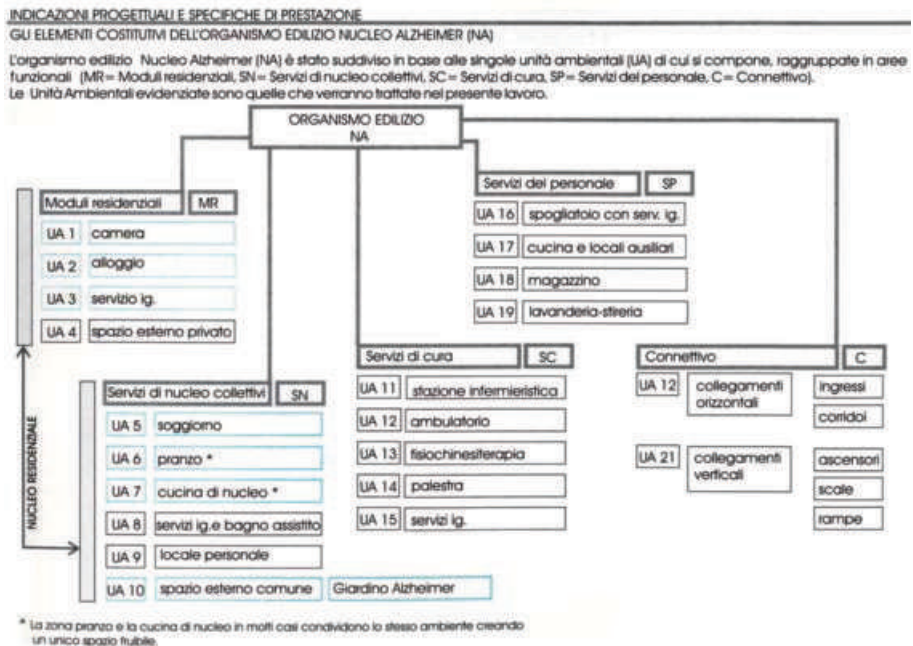 INDICAZIONI PROGETTUALI E SPECIFICHE DI PRESTAZIONE
GLI ELEMENTI COSTITUTIVI DELL'ORGANISMO EDILIZIO NUCLEO ALZHEIMER (NA)
L'organismo edilizio Nucleo Alzheimer (NA) è stato suddiviso in base alle singole unità ambientali (UA) di cui si compone, raggruppate in aree
funzionali (MR= Moduli residenziali, SN= Servizi di nucleo collettivi, SC= Servizi di cura, SP= Servizi del personale, C= Connettivo).
Le Unità Ambientali evidenziate sono quelle che verranno trattate nel presente lavoro.
ORGANISMO EDILIZIO
NA
Moduli residenziali MR
UA 1 camera
UA 2 alloggio
UA 3 servizio ig.
UA 4 spazio esterno privato
NUCLEO RESIDENZIALE
Servizi di nucleo collettivi SN
UA 5 soggiorno
UA 6 pranzo *
UA 7 cucina di nucleo *
UA 8 servizi ig.e bagno assistito
UA 9 locale personale
UA 10 spazio esterno comune Giardino Alzheimer
Servizi di cura SC
UA 11 stazione infermieristica
UA 12 ambulatorio
UA 13 fisiochinesiterapia
UA 14 palestra
UA 15 servizi ig.
Servizi del personale SP
UA 16 spogliatoio con serv. ig.
UA 17 cucina e locali ausiliari
UA 18 magazzino
UA 19 lavanderia-stireria
Connettivo C
UA 12 collegamenti orizzontali
ingressi
corridoi
UA 21 collegamenti verticali
ascensori
scale
rampe
* La zona pranzo e la cucina di nucleo in molti casi condividono lo stesso ambiente creando
un unico spazio fruibile.